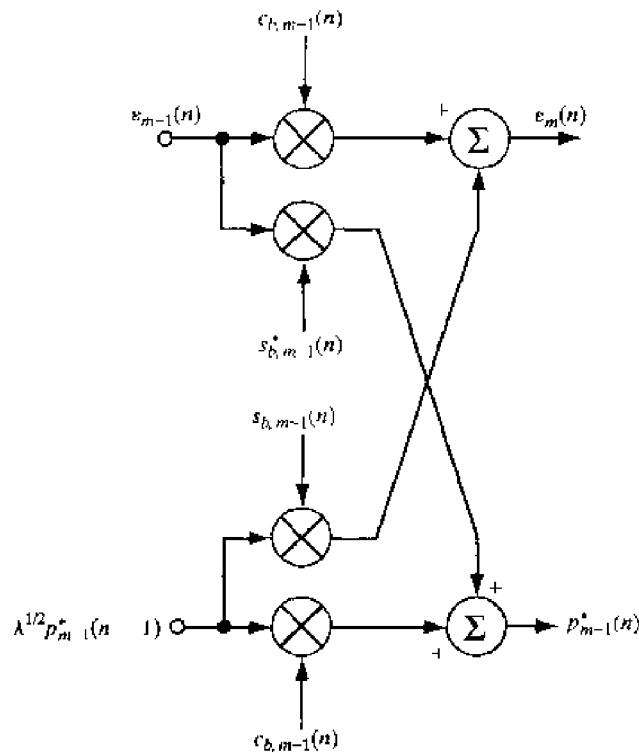 c_{b,m-1}(n)
ε_{m-1}(n)
+
Σ
ε_m(n)
s^*_{b,m-1}(n)
s_{b,m-1}(n)
+
λ^{1/2}p^*_{m-1}(n 1)
Σ
p^*_{m-1}(n)
+
c_{b,m-1}(n)